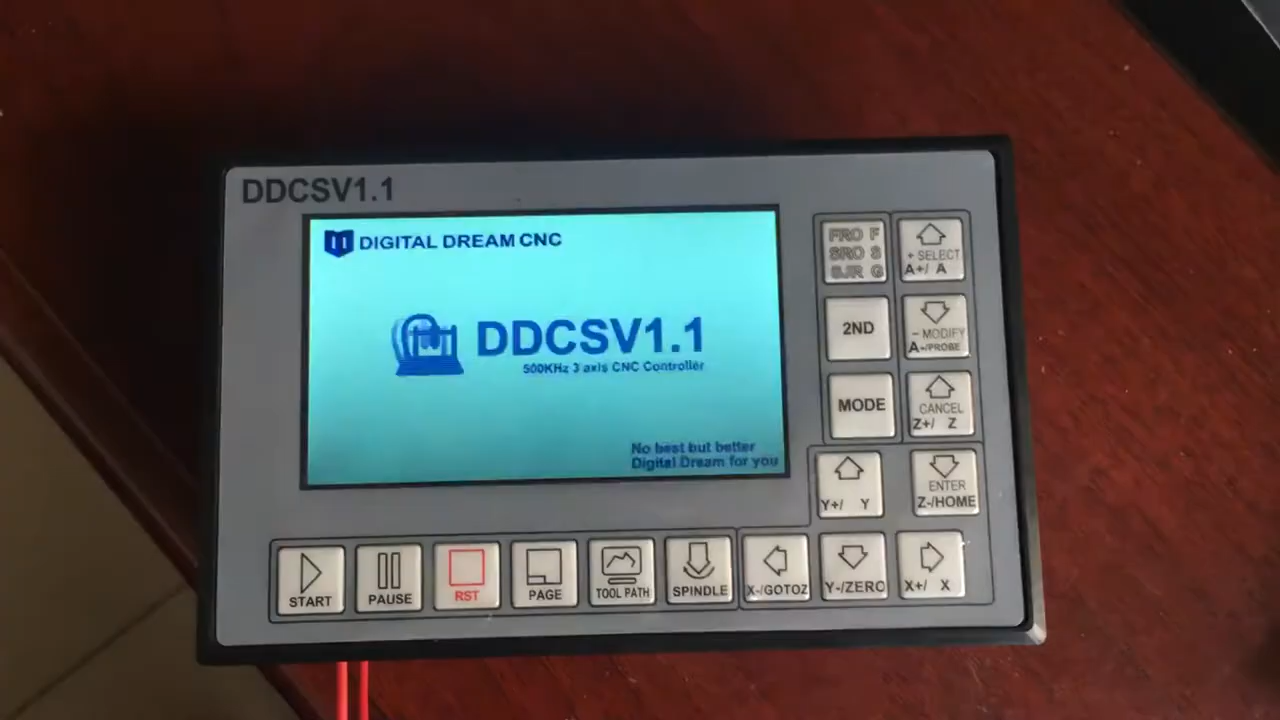 DDCSV1.1
DIGITAL DREAM CNC
DDCSV1.1
500KHz 3 axis CNC Controller
No best but better
Digital Dream for you
FRO F
SRO S
SJR G
+ SELECT
A+/ A
2ND
− MODIFY
A-/PROBE
MODE
CANCEL
Z+/ Z
Y+/ Y
ENTER
Z-/HOME
START
PAUSE
RST
PAGE
TOOL PATH
SPINDLE
X-/GOTOZ
Y-/ZERO
X+/ X